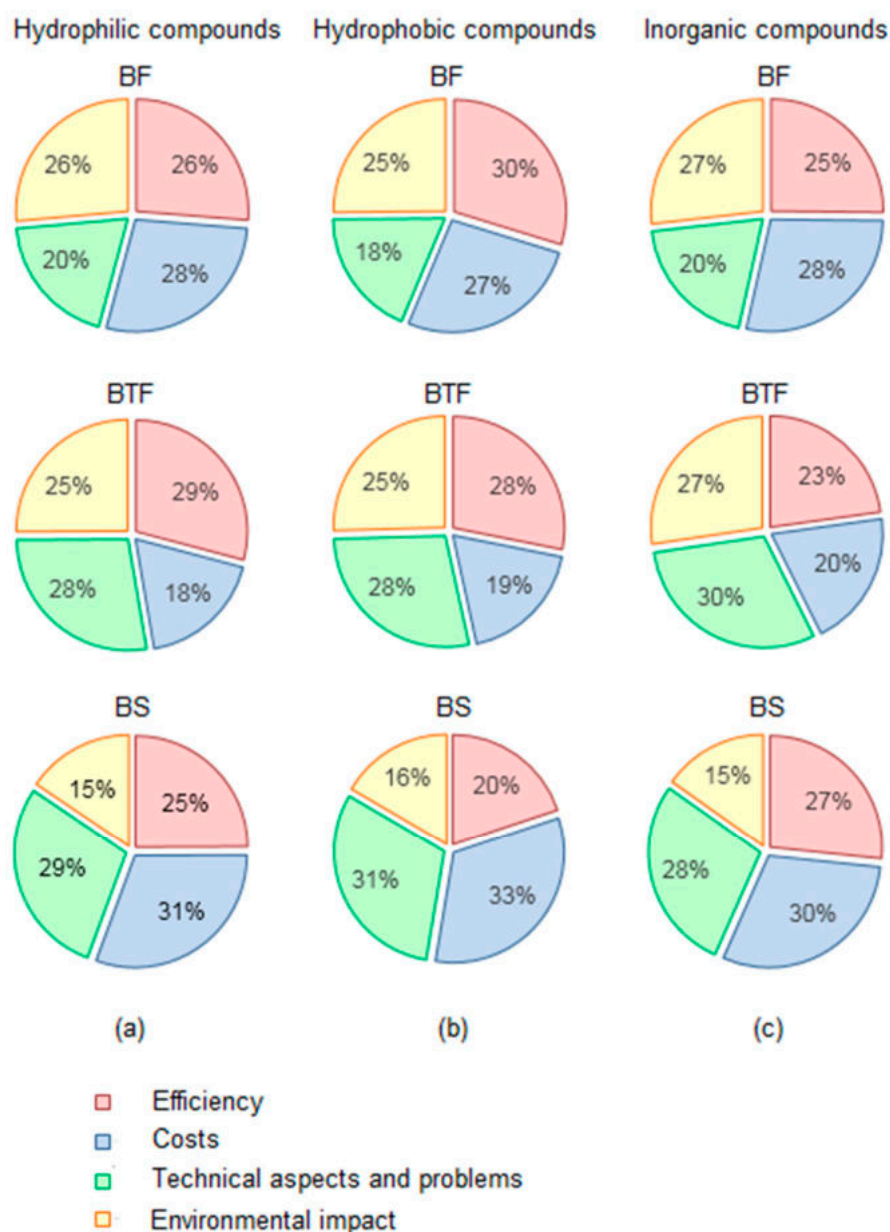 Hydrophilic compounds Hydrophobic compounds Inorganic compounds
BF BF BF
26% 26% 25% 30% 27% 25%
20% 28% 18% 27% 20% 28%
BTF BTF BTF
25% 29% 25% 28% 27% 23%
28% 18% 28% 19% 30% 20%
BS BS BS
15% 25% 16% 20% 15% 27%
29% 31% 31% 33% 28% 30%
(a) (b) (c)
Efficiency
Costs
Technical aspects and problems
Environmental impact